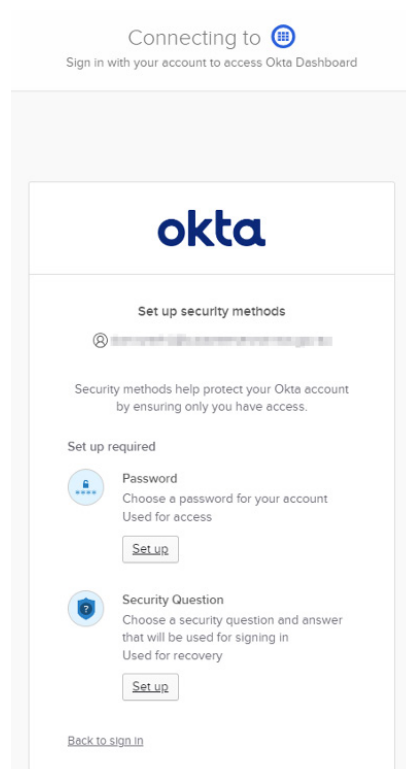 Connecting to
Sign in with your account to access Okta Dashboard
okta
Set up security methods
Security methods help protect your Okta account
by ensuring only you have access.
Set up required
Password
Choose a password for your account
Used for access
Set up
Security Question
Choose a security question and answer
that will be used for signing in
Used for recovery
Set up
Back to sign in